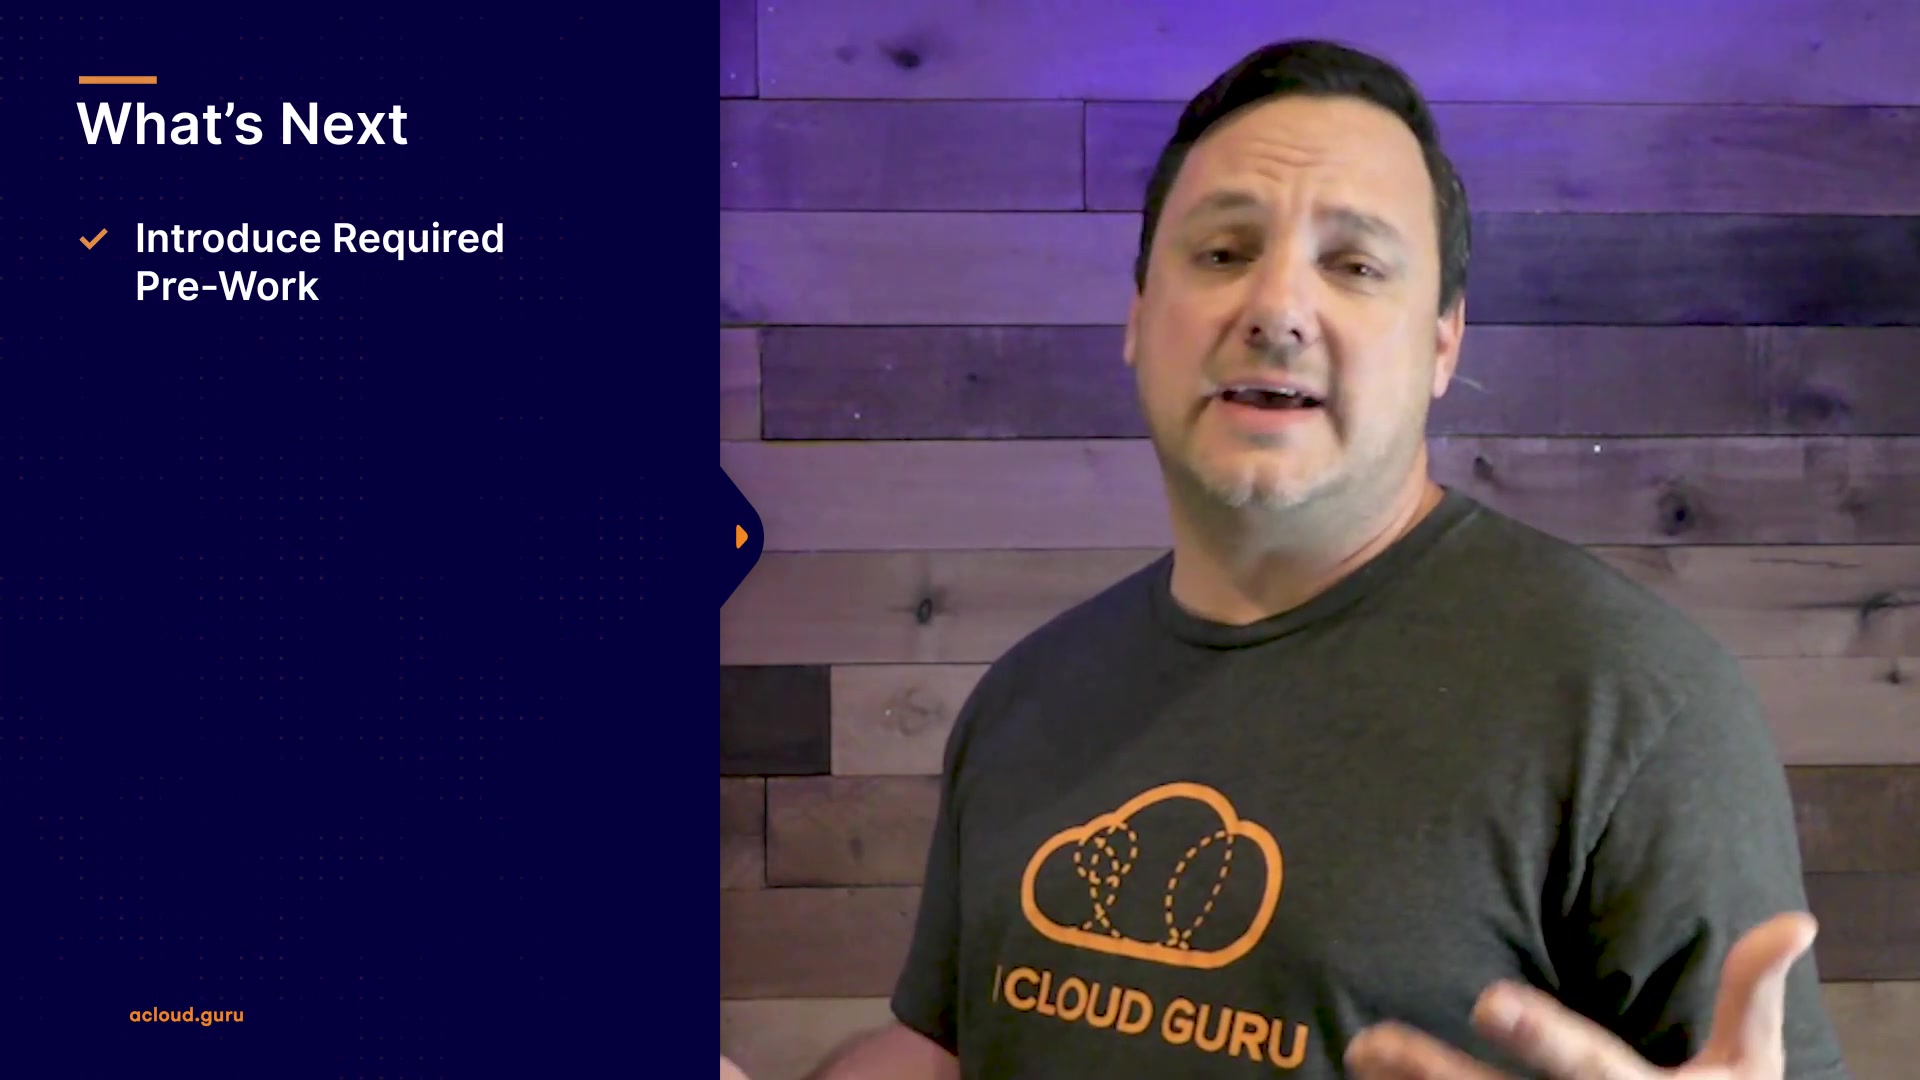 What’s Next
Introduce Required
Pre-Work
acloud.guru
CLOUD GURU